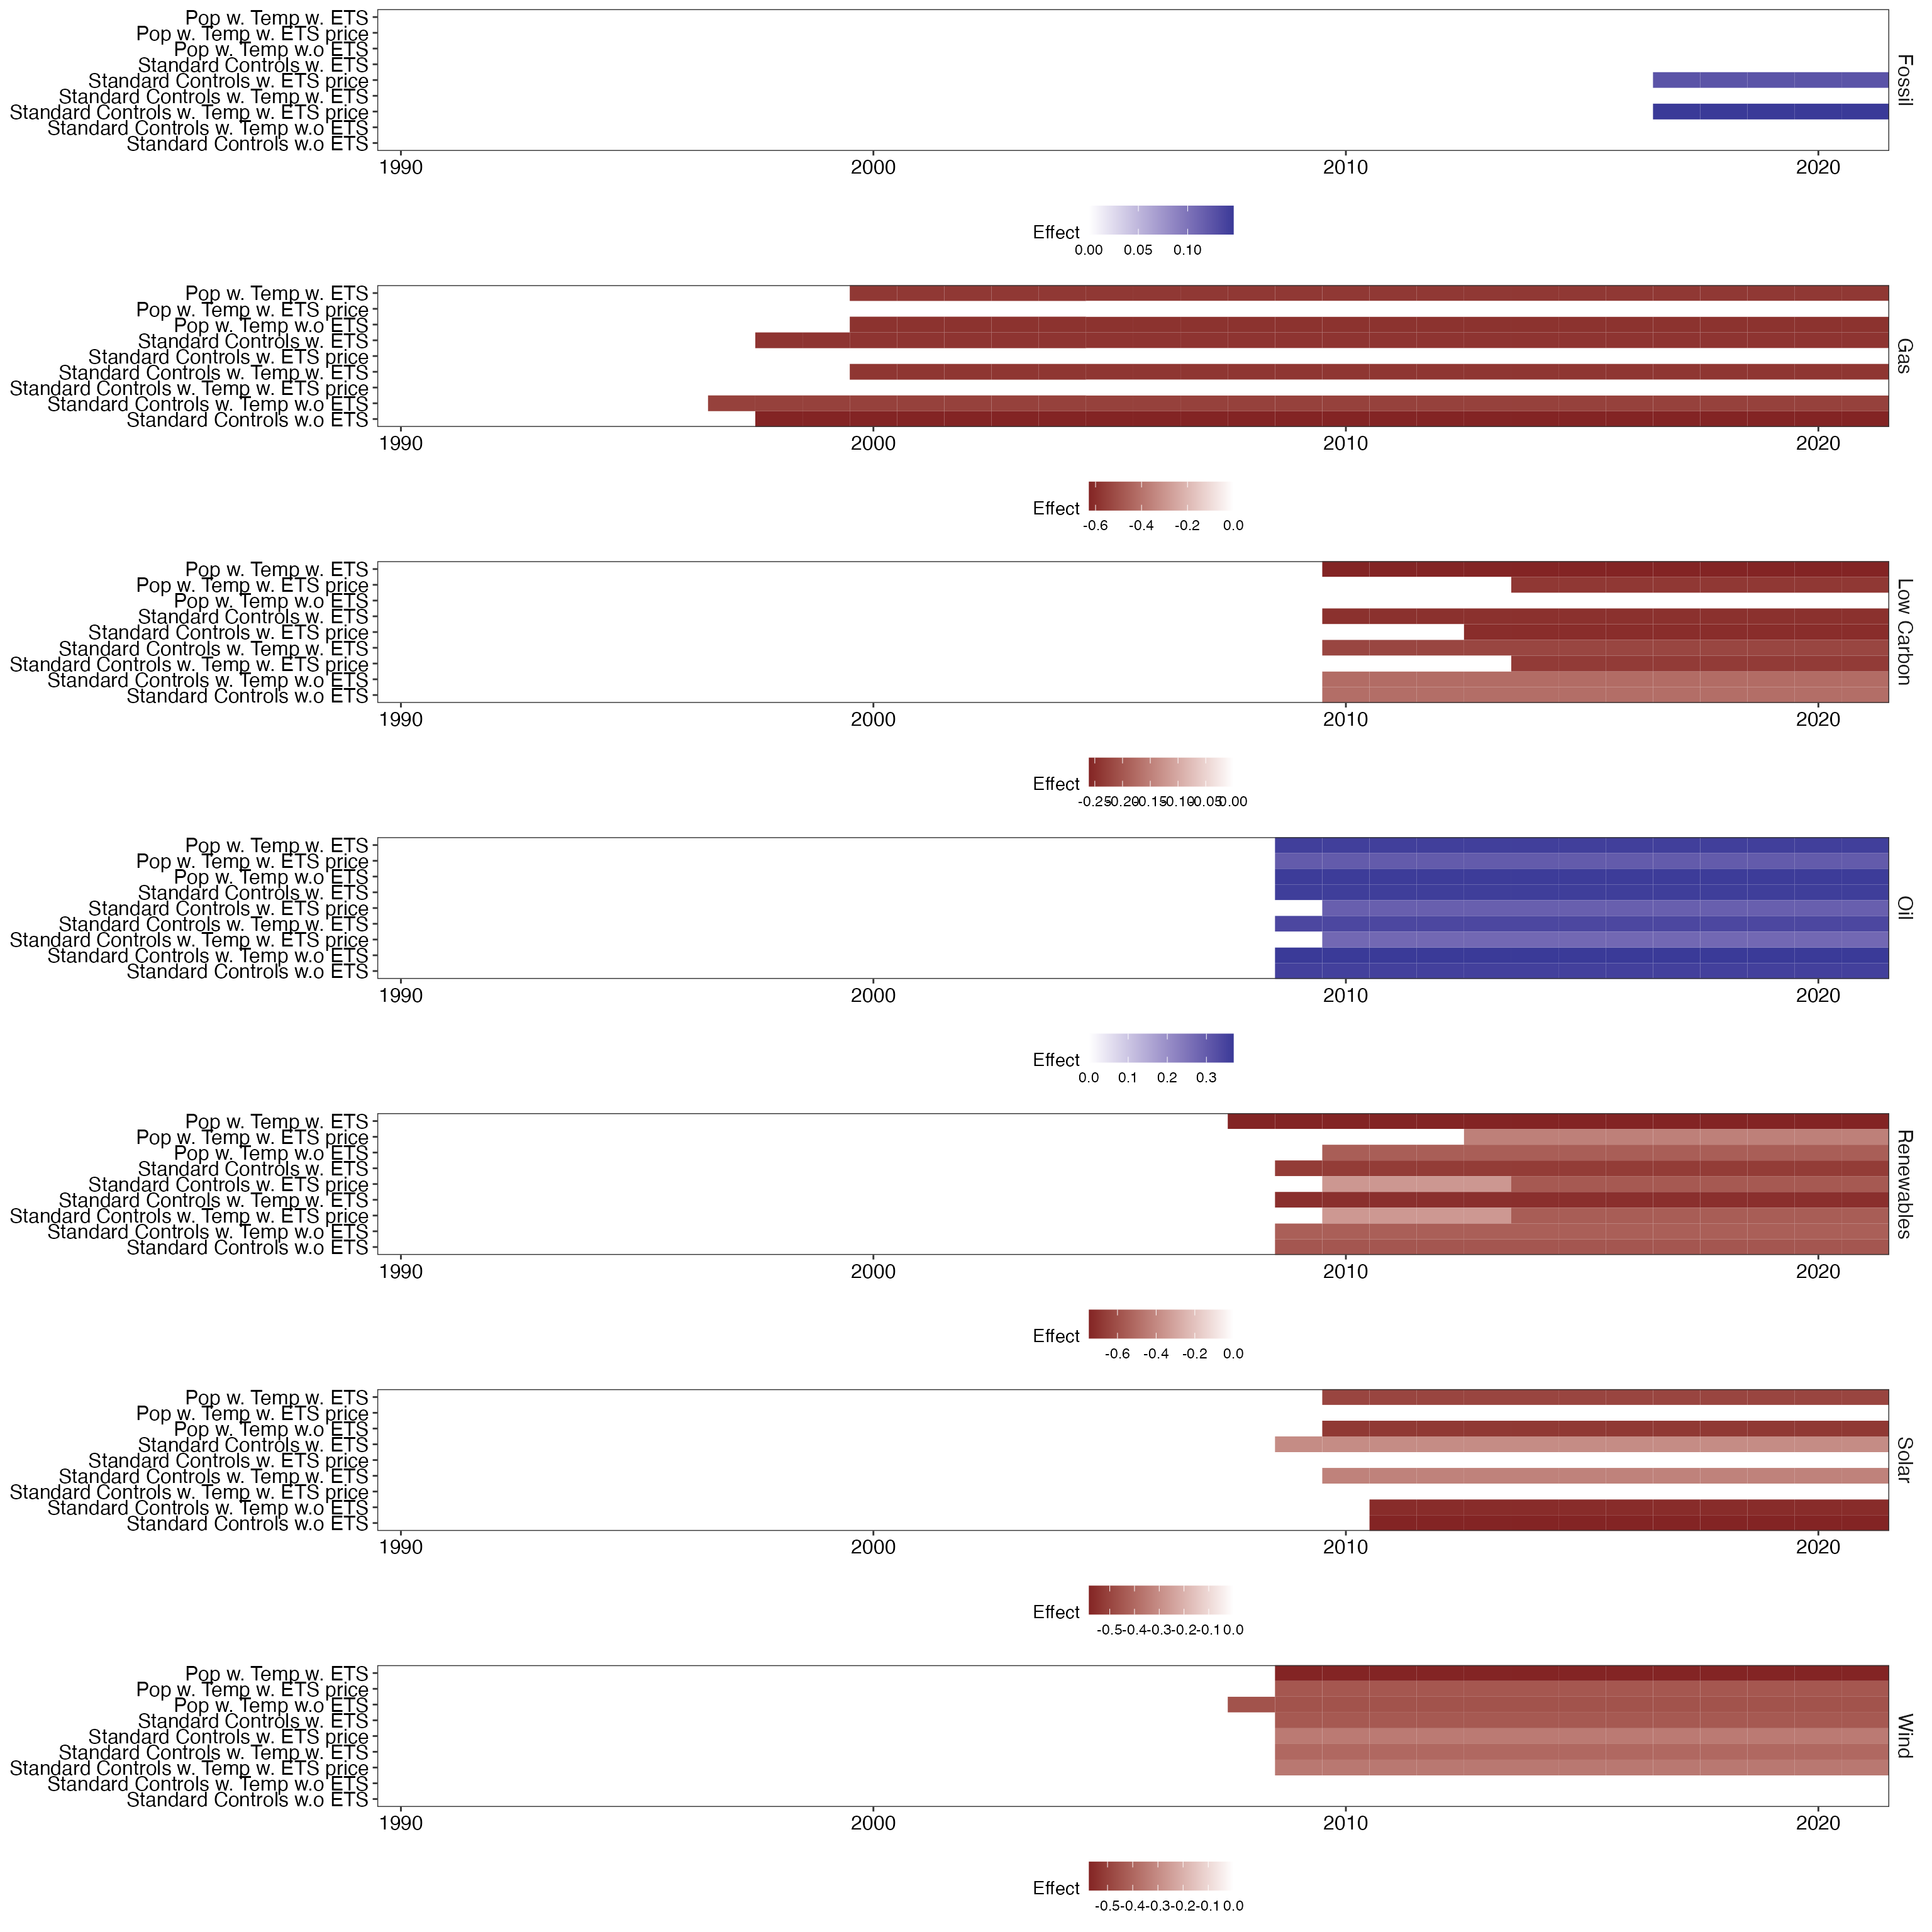 Pop w. Temp w. ETS
Pop w. Temp w. ETS price
Pop w. Temp w.o ETS
Standard Controls w. ETS
Standard Controls w. ETS price
Standard Controls w. Temp w. ETS
Standard Controls w. Temp w. ETS price
Standard Controls w. Temp w.o ETS
Standard Controls w.o ETS
Fossil
1990 2000 2010 2020
Effect
0.00 0.05 0.10
Pop w. Temp w. ETS
Pop w. Temp w. ETS price
Pop w. Temp w.o ETS
Standard Controls w. ETS
Standard Controls w. ETS price
Standard Controls w. Temp w. ETS
Standard Controls w. Temp w. ETS price
Standard Controls w. Temp w.o ETS
Standard Controls w.o ETS
Gas
1990 2000 2010 2020
Effect
-0.6 -0.4 -0.2 0.0
Pop w. Temp w. ETS
Pop w. Temp w. ETS price
Pop w. Temp w.o ETS
Standard Controls w. ETS
Standard Controls w. ETS price
Standard Controls w. Temp w. ETS
Standard Controls w. Temp w. ETS price
Standard Controls w. Temp w.o ETS
Standard Controls w.o ETS
Low Carbon
1990 2000 2010 2020
Effect
-0.25 -0.20 -0.15 -0.10 -0.05 0.00
Pop w. Temp w. ETS
Pop w. Temp w. ETS price
Pop w. Temp w.o ETS
Standard Controls w. ETS
Standard Controls w. ETS price
Standard Controls w. Temp w. ETS
Standard Controls w. Temp w. ETS price
Standard Controls w. Temp w.o ETS
Standard Controls w.o ETS
Oil
1990 2000 2010 2020
Effect
0.0 0.1 0.2 0.3
Pop w. Temp w. ETS
Pop w. Temp w. ETS price
Pop w. Temp w.o ETS
Standard Controls w. ETS
Standard Controls w. ETS price
Standard Controls w. Temp w. ETS
Standard Controls w. Temp w. ETS price
Standard Controls w. Temp w.o ETS
Standard Controls w.o ETS
Renewables
1990 2000 2010 2020
Effect
-0.6 -0.4 -0.2 0.0
Pop w. Temp w. ETS
Pop w. Temp w. ETS price
Pop w. Temp w.o ETS
Standard Controls w. ETS
Standard Controls w. ETS price
Standard Controls w. Temp w. ETS
Standard Controls w. Temp w. ETS price
Standard Controls w. Temp w.o ETS
Standard Controls w.o ETS
Solar
1990 2000 2010 2020
Effect
-0.5 -0.4 -0.3 -0.2 -0.1 0.0
Pop w. Temp w. ETS
Pop w. Temp w. ETS price
Pop w. Temp w.o ETS
Standard Controls w. ETS
Standard Controls w. ETS price
Standard Controls w. Temp w. ETS
Standard Controls w. Temp w. ETS price
Standard Controls w. Temp w.o ETS
Standard Controls w.o ETS
Wind
1990 2000 2010 2020
Effect
-0.5 -0.4 -0.3 -0.2 -0.1 0.0